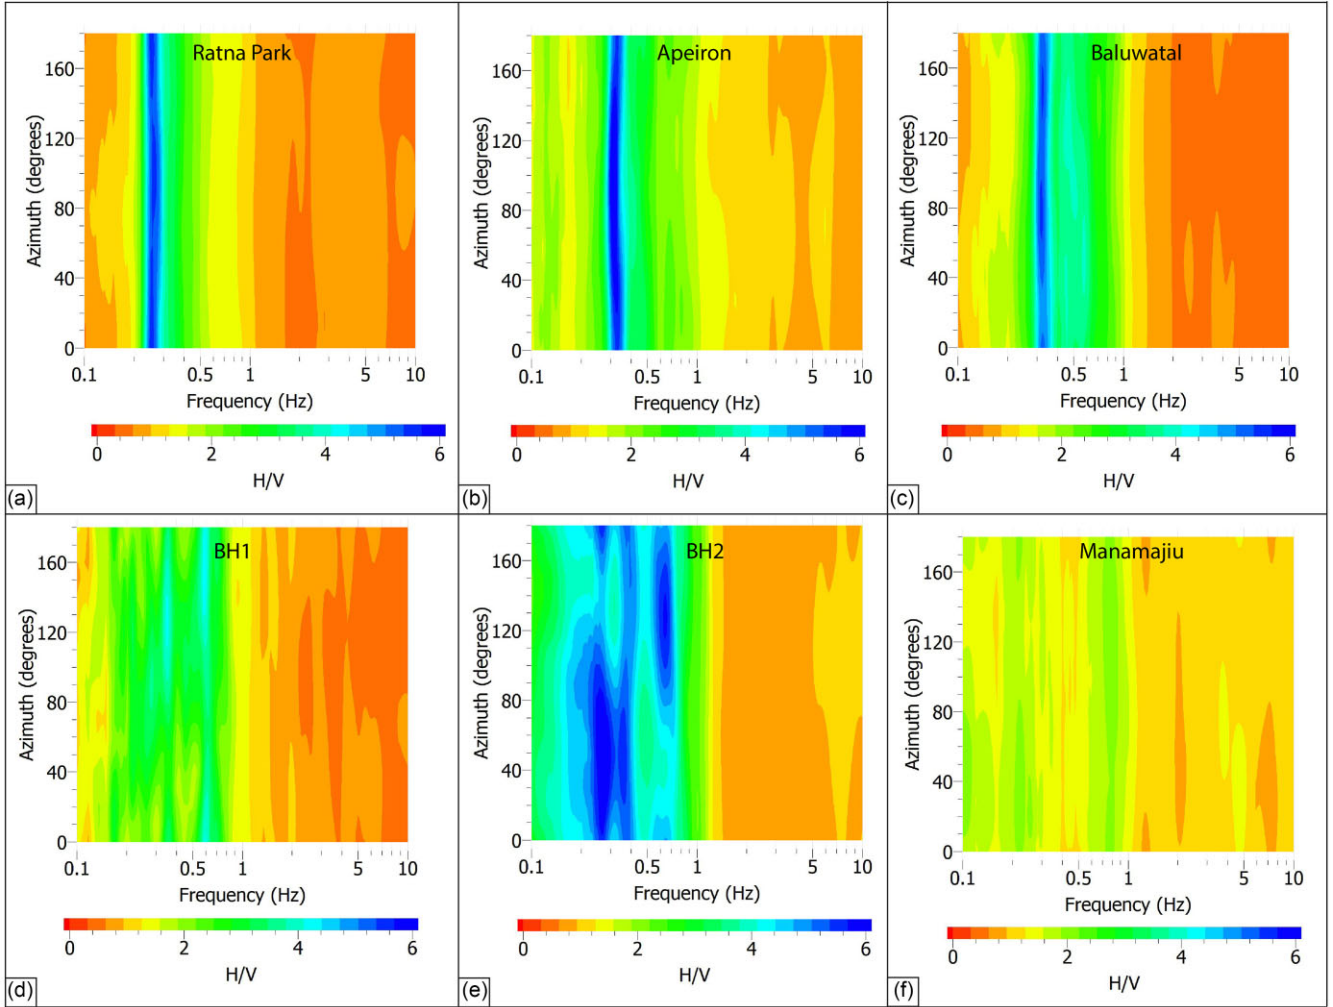 Ratna Park
Azimuth (degrees)
160
120
80
40
0
0.1 0.5 1 5 10
Frequency (Hz)
0 2 4 6
H/V
(a)
Apeiron
Azimuth (degrees)
160
120
80
40
0
0.1 0.5 1 5 10
Frequency (Hz)
0 2 4 6
H/V
(b)
Baluwatal
Azimuth (degrees)
160
120
80
40
0
0.1 0.5 1 5 10
Frequency (Hz)
0 2 4 6
H/V
(c)
BH1
Azimuth (degrees)
160
120
80
40
0
0.1 0.5 1 5 10
Frequency (Hz)
0 2 4 6
H/V
(d)
BH2
Azimuth (degrees)
160
120
80
40
0
0.1 0.5 1 5 10
Frequency (Hz)
0 2 4 6
H/V
(e)
Manamajiu
Azimuth (degrees)
160
120
80
40
0
0.1 0.5 1 5 10
Frequency (Hz)
0 2 4 6
H/V
(f)